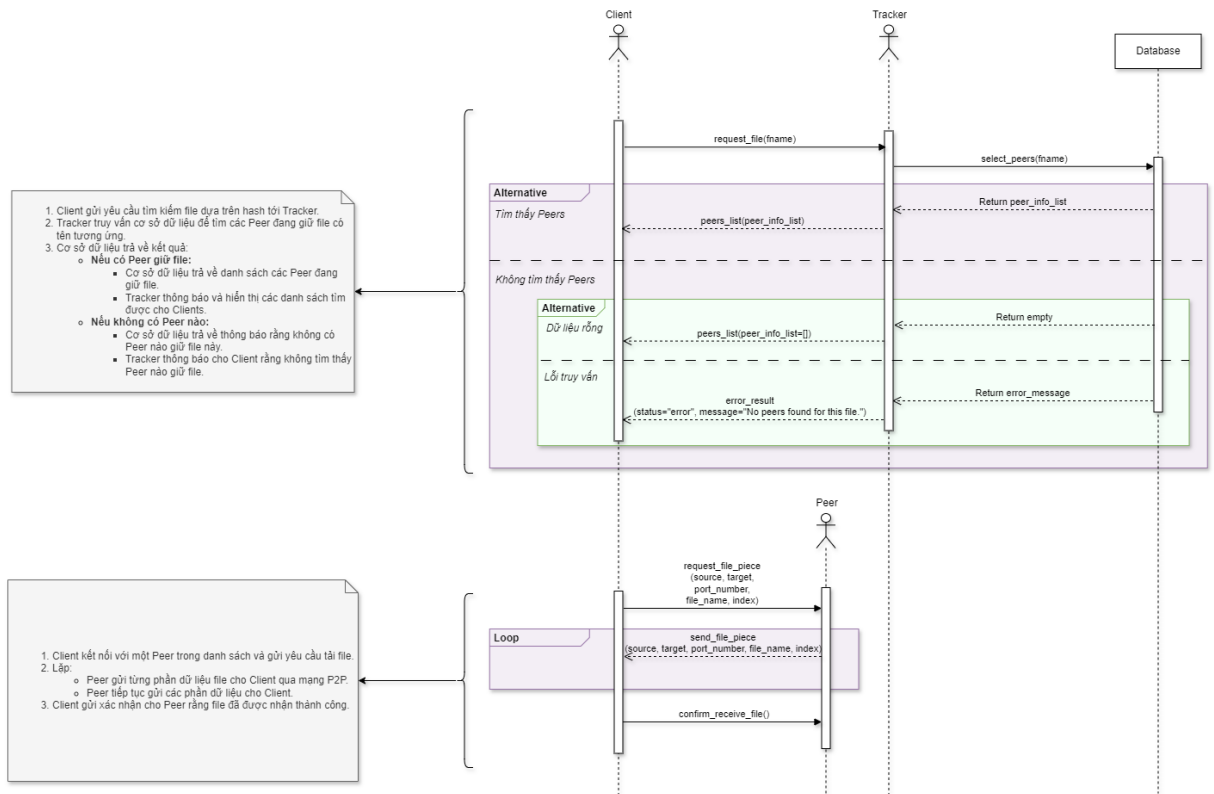 Client
Tracker
Database
request_file(fname)
select_peers(fname)
Alternative
Tìm thấy Peers
Return peer_info_list
peers_list(peer_info_list)
Không tìm thấy Peers
Alternative
Dữ liệu rỗng
Return empty
peers_list(peer_info_list=[])
Lỗi truy vấn
Return error_message
error_result
(status="error", message="No peers found for this file.")
1. Client gửi yêu cầu tìm kiếm file dựa trên hash tới Tracker.
2. Tracker truy vấn cơ sở dữ liệu để tìm các Peer đang giữ file có
tên tương ứng.
3. Cơ sở dữ liệu trả về kết quả:
Nếu có Peer giữ file:
Cơ sở dữ liệu trả về danh sách các Peer đang
giữ file.
Tracker thông báo và hiển thị các danh sách tìm
được cho Clients.
Nếu không có Peer nào:
Cơ sở dữ liệu trả về thông báo rằng không có
Peer nào giữ file này.
Tracker thông báo cho Client rằng không tìm thấy
Peer nào giữ file.
Peer
request_file_piece
(source, target,
port_number,
file_name, index)
Loop
send_file_piece
(source, target, port_number, file_name, index)
confirm_receive_file()
1. Client kết nối với một Peer trong danh sách và gửi yêu cầu tải file.
2. Lặp:
Peer gửi từng phần dữ liệu file cho Client qua mạng P2P.
Peer tiếp tục gửi các phần dữ liệu cho Client.
3. Client gửi xác nhận cho Peer rằng file đã được nhận thành công.